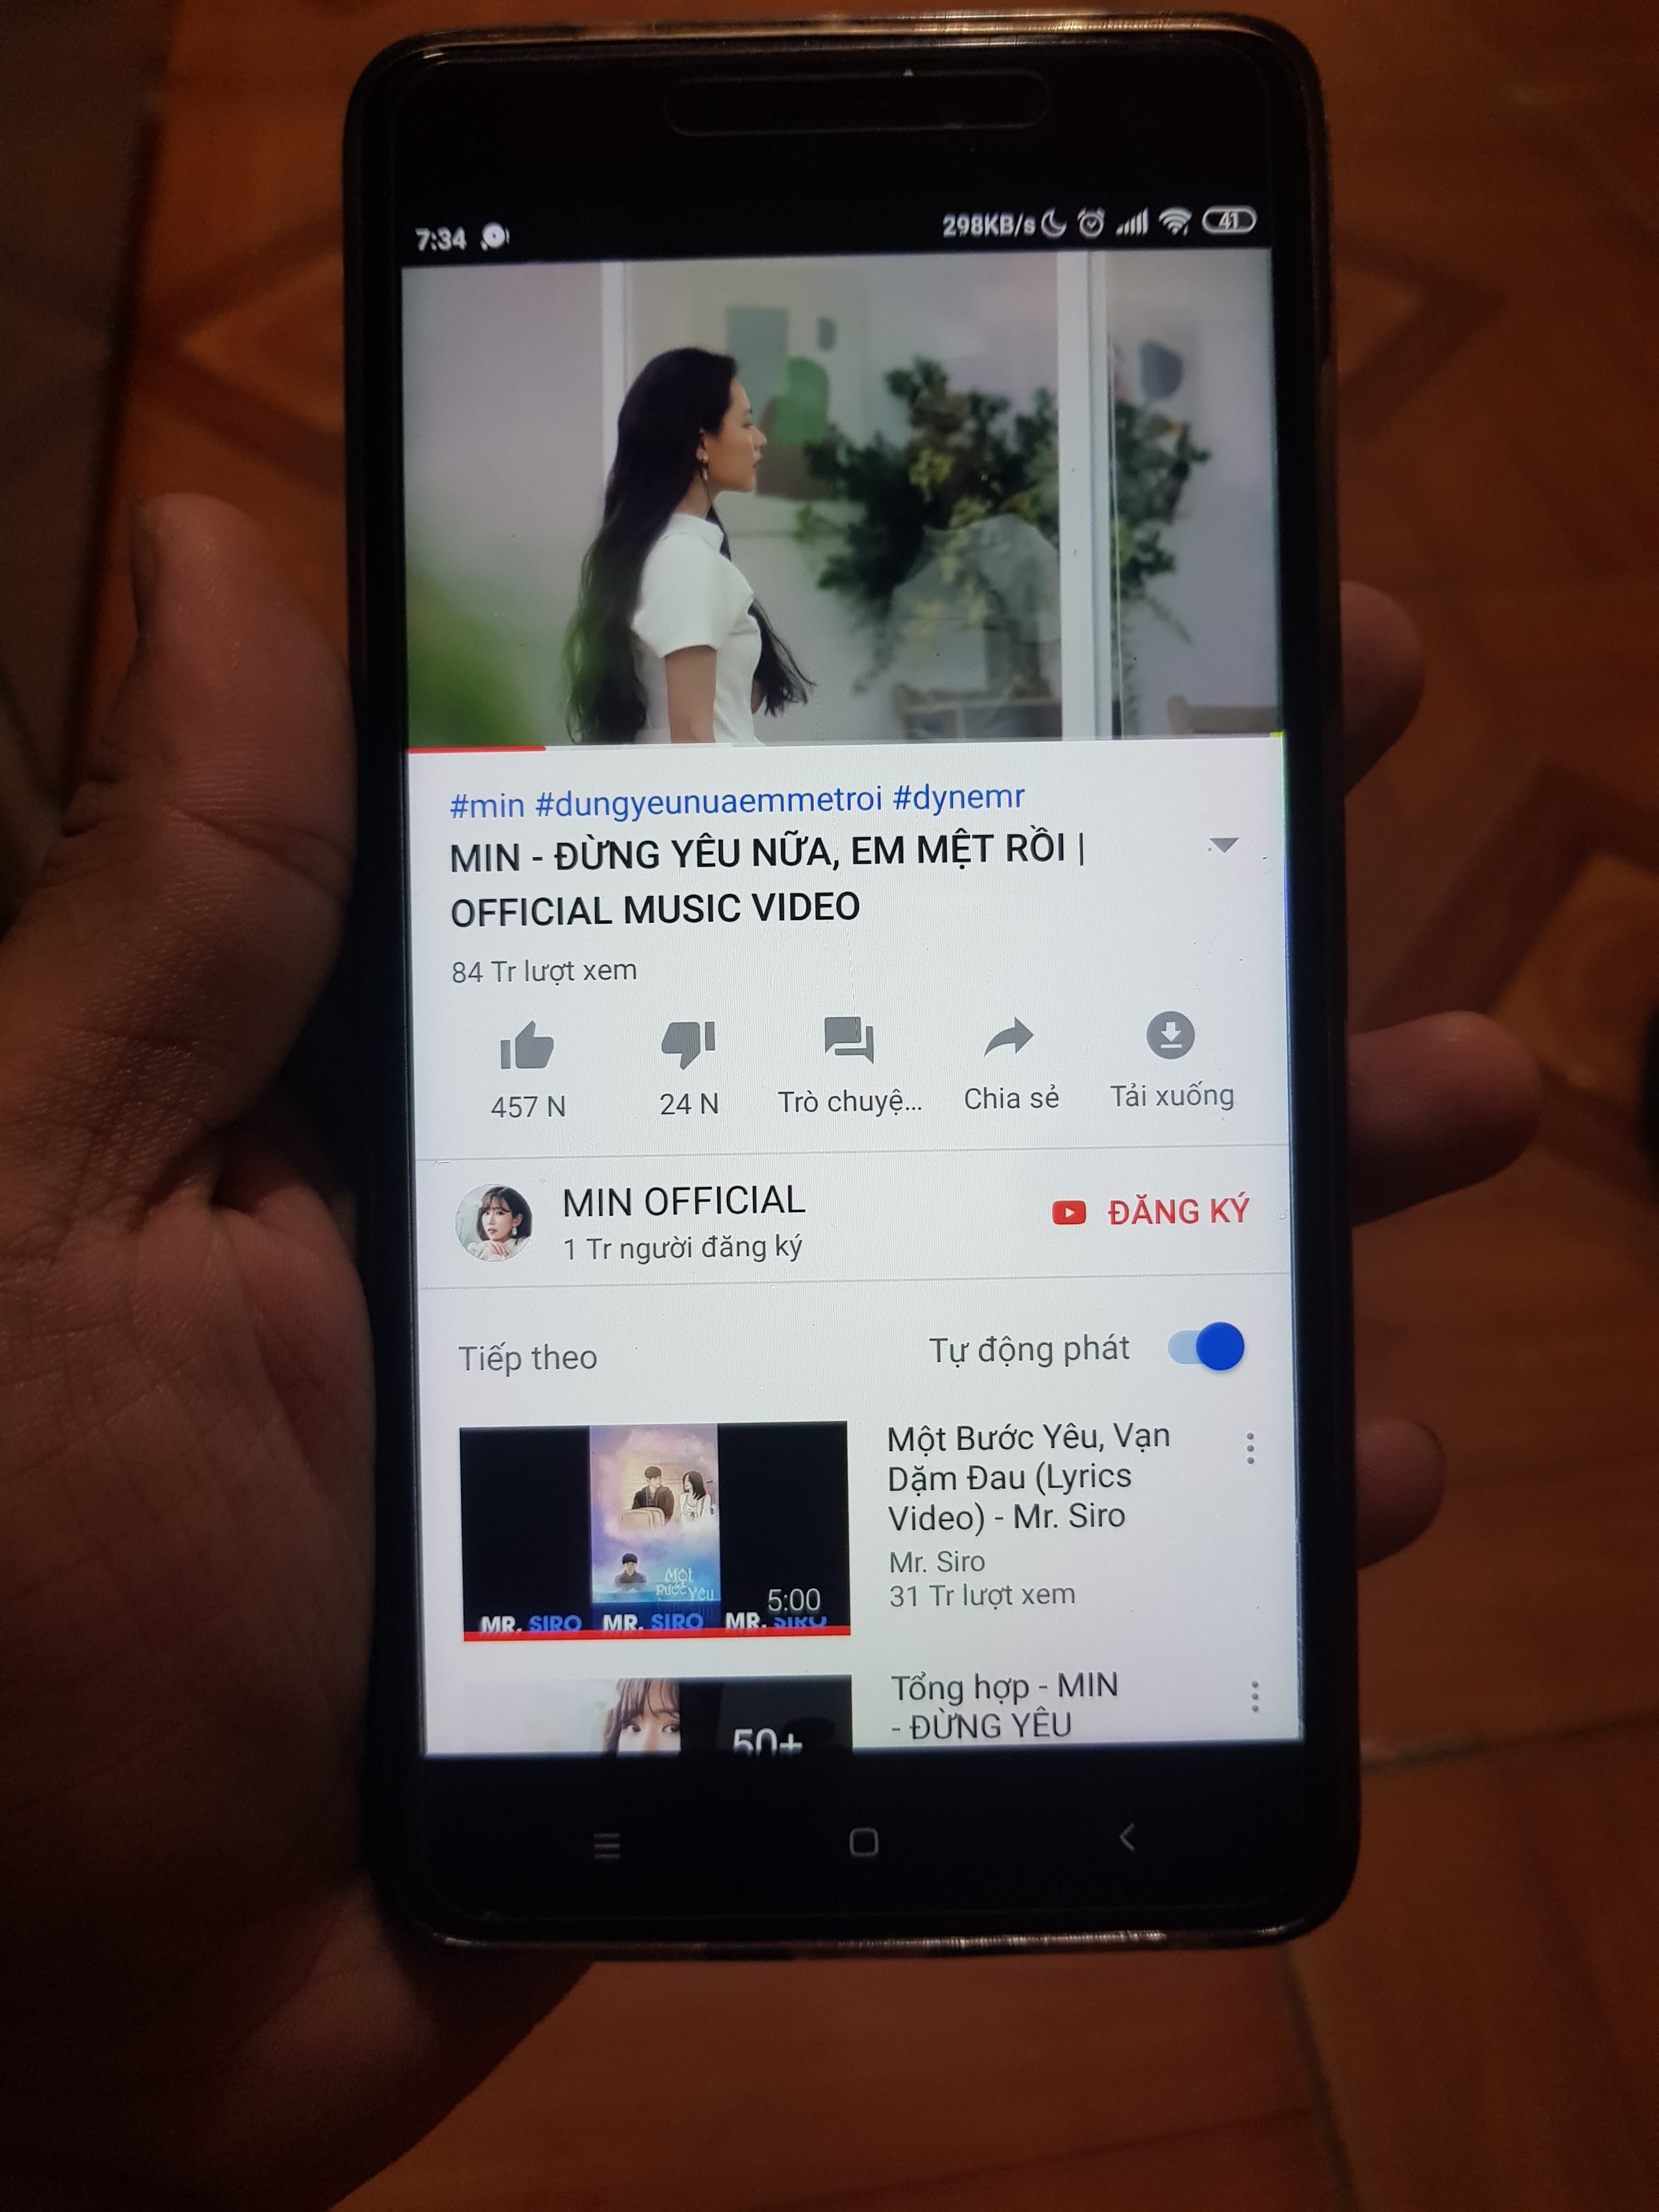 7:34 298KB/s 41
#min #dungyeunuaemmetroi #dynemr
MIN - ĐỪNG YÊU NỮA, EM MỆT RỒI |
OFFICIAL MUSIC VIDEO
84 Tr lượt xem
457 N 24 N Trò chuyệ... Chia sẻ Tải xuống
MIN OFFICIAL
1 Tr người đăng ký
ĐĂNG KÝ
Tiếp theo Tự động phát
Một
Bước Yêu
5:00
MR. SIRO MR. SIRO MR. SIRO
Một Bước Yêu, Vạn
Dặm Đau (Lyrics
Video) - Mr. Siro
Mr. Siro
31 Tr lượt xem
50+
Tổng hợp - MIN
- ĐỪNG YÊU